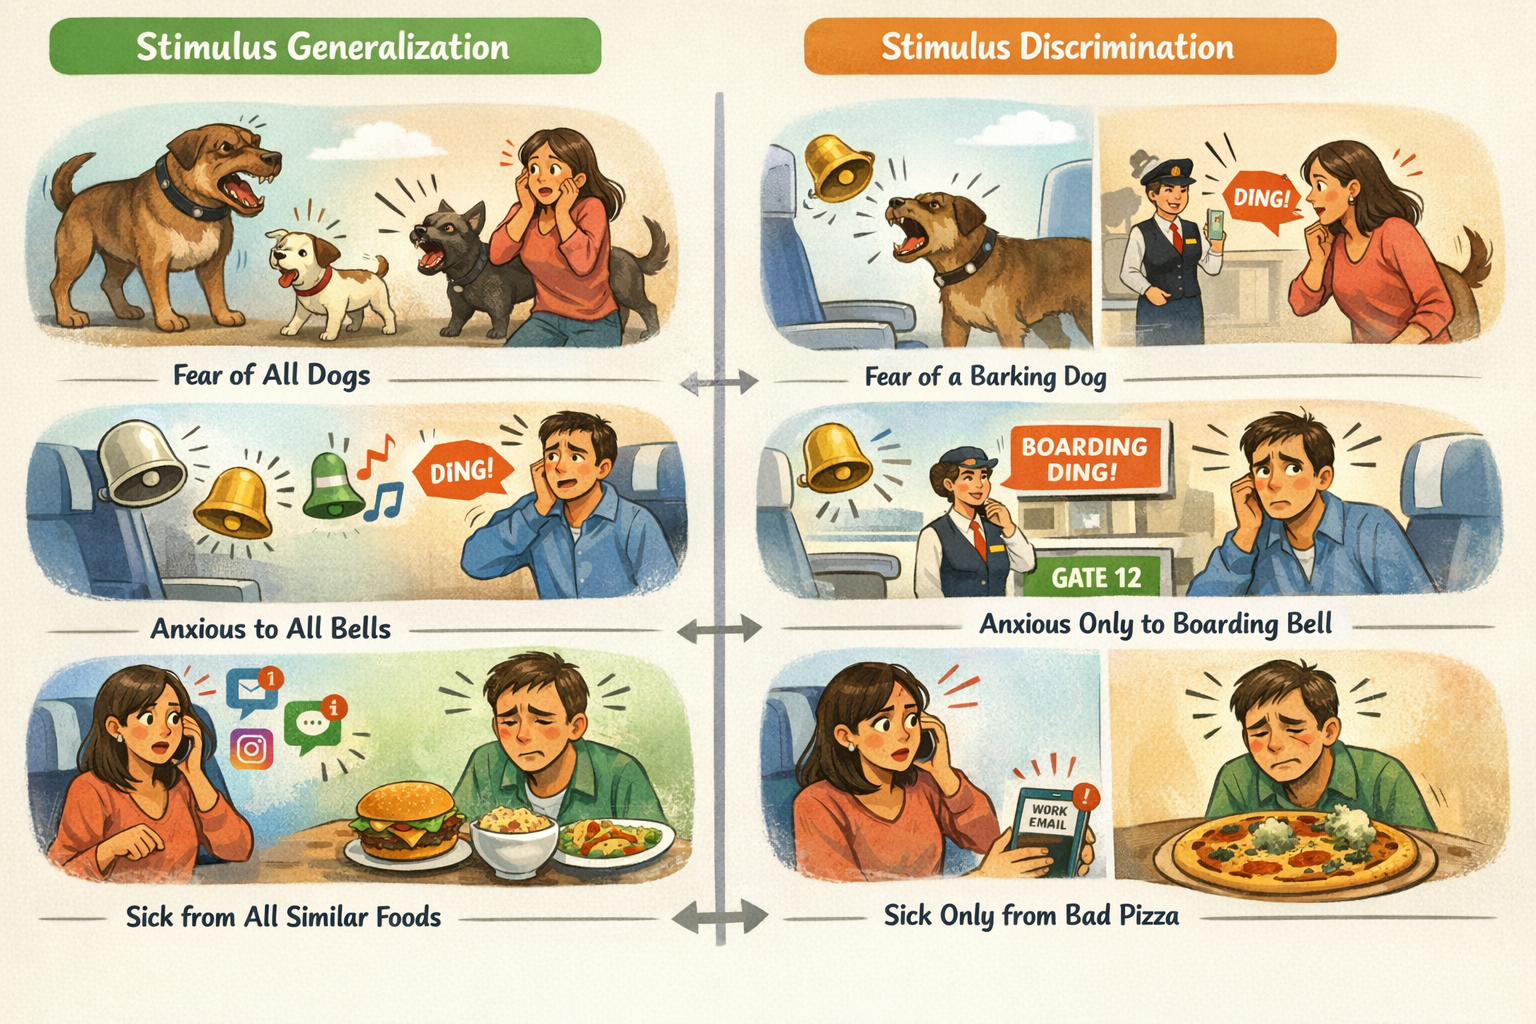 Stimulus Generalization
Stimulus Discrimination
DING!
Fear of All Dogs
Fear of a Barking Dog
DING!
BOARDING
DING!
GATE 12
Anxious to All Bells
Anxious Only to Boarding Bell
1
i
WORK
EMAIL
!
Sick from All Similar Foods
Sick Only from Bad Pizza